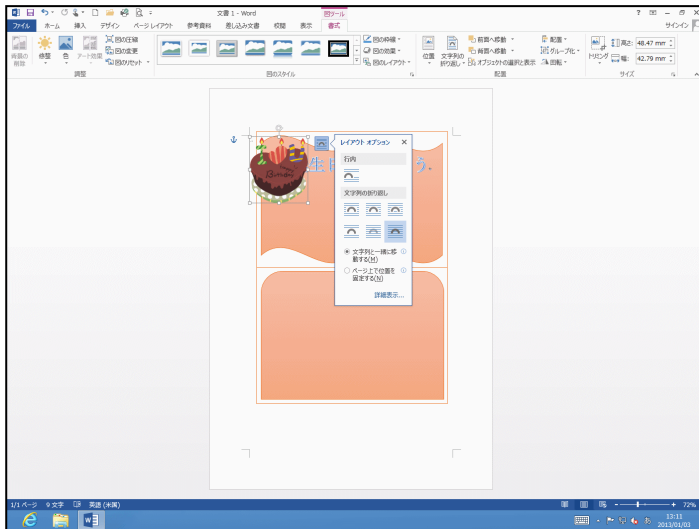 文書 1 - Word
図ツール
ファイル ホーム 挿入 デザイン ページ レイアウト 参考資料 差し込み文書 校閲 表示 書式 サインイン
背景の削除
修整
色
アート効果
図の圧縮
図の変更
図のリセット
調整
図のスタイル
図の枠線
図の効果
図のレイアウト
位置
文字列の折り返し
前面へ移動
背面へ移動
オブジェクトの選択と表示
配置
グループ化
回転
配置
トリミング
高さ: 48.47 mm
幅: 42.79 mm
サイズ
Birthday
生
う.
レイアウト オプション
行内
文字列の折り返し
文字列と一緒に移動する(M)
ページ上で位置を固定する(N)
詳細表示...
1/1 ページ 9 文字 英語 (米国) 72%
13:11
2013/01/03